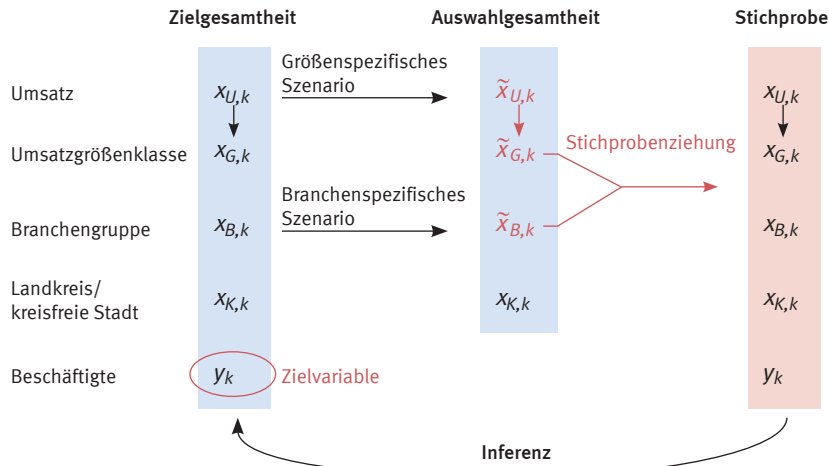 Zielgesamtheit Auswahlgesamtheit Stichprobe
Größenspezifisches
Szenario
Umsatz x_{U,k} x̃_{U,k} x_{U,k}
Umsatzgrößenklasse x_{G,k} x̃_{G,k} Stichprobenziehung x_{G,k}
Branchenspezifisches
Szenario
Branchengruppe x_{B,k} x̃_{B,k} x_{B,k}
Landkreis/
kreisfreie Stadt x_{K,k} x_{K,k} x_{K,k}
Beschäftigte y_k Zielvariable y_k
Inferenz